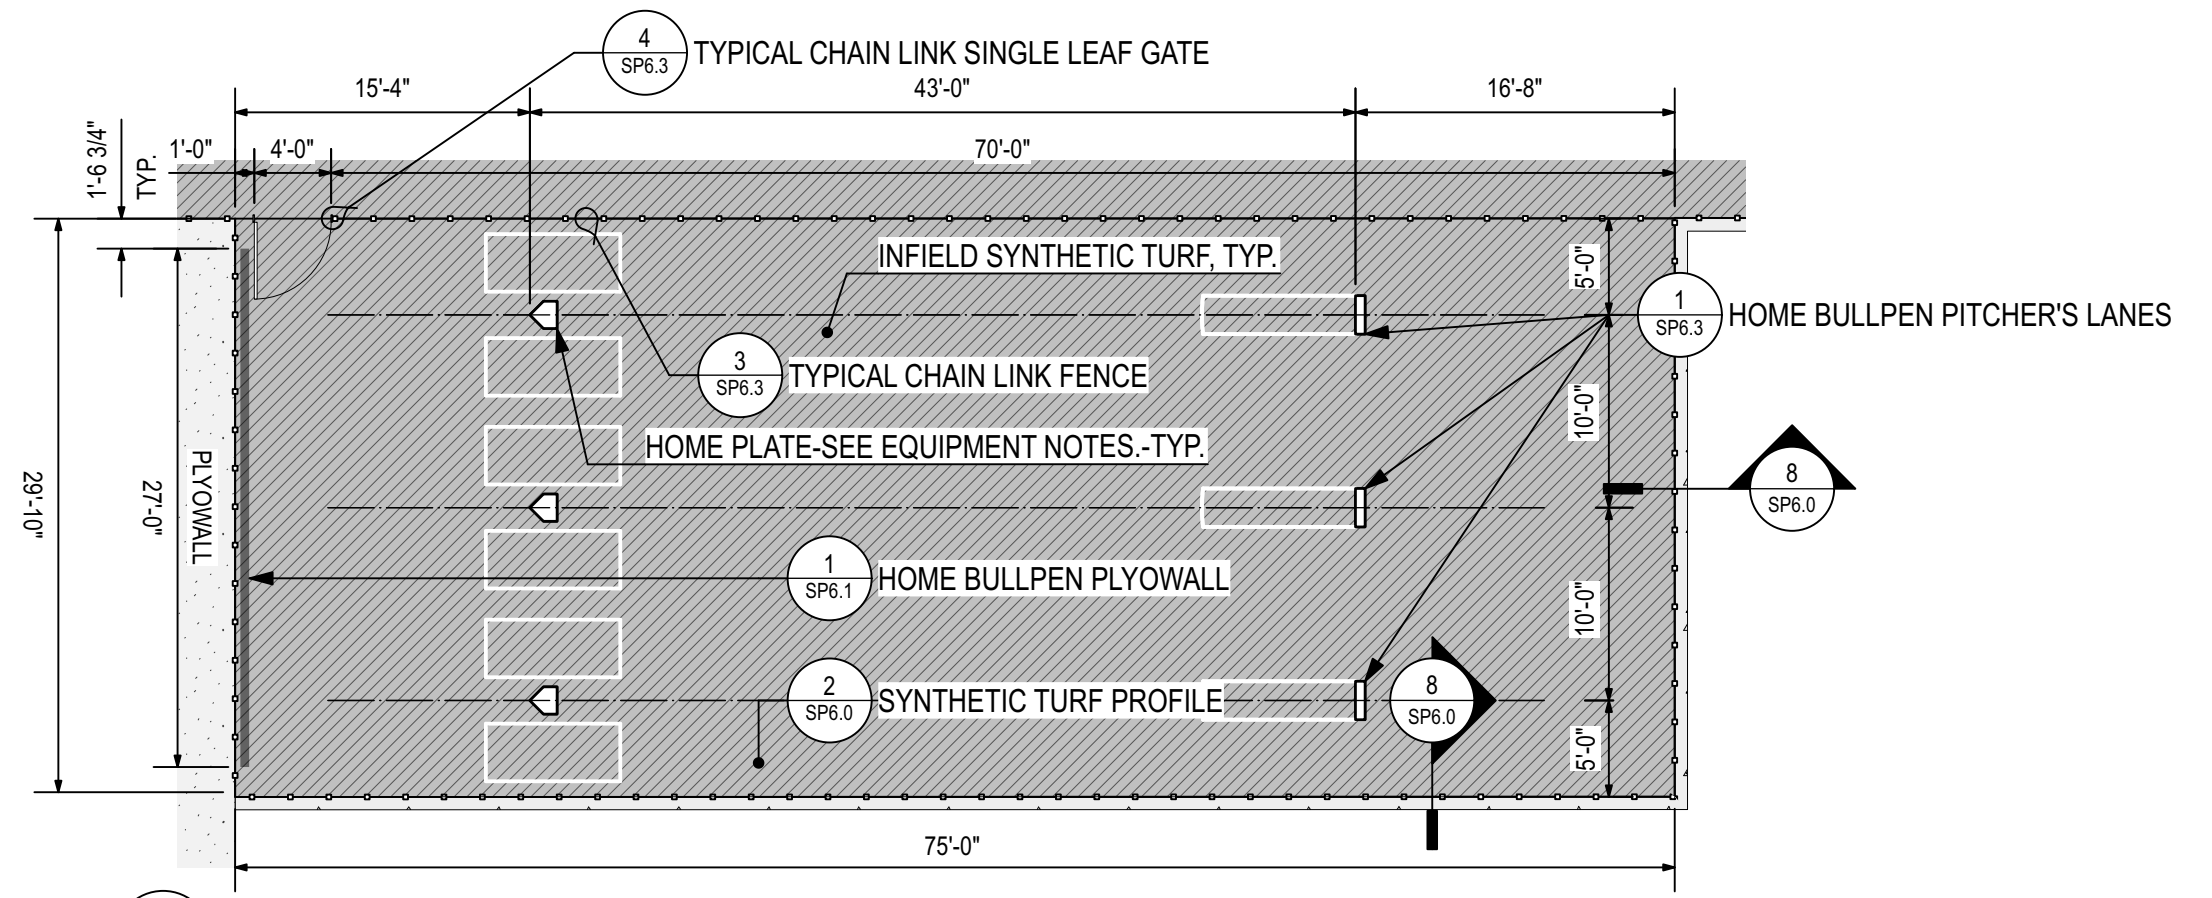 4
SP6.3
TYPICAL CHAIN LINK SINGLE LEAF GATE
15'-4"
43'-0"
16'-8"
1'-6 3/4"
TYP.
1'-0"
4'-0"
70'-0"
INFIELD SYNTHETIC TURF, TYP.
5'-0"
1
SP6.3
HOME BULLPEN PITCHER'S LANES
3
SP6.3
TYPICAL CHAIN LINK FENCE
10'-0"
HOME PLATE-SEE EQUIPMENT NOTES.-TYP.
8
SP6.0
29'-10"
27'-0"
PLYOWALL
1
SP6.1
HOME BULLPEN PLYOWALL
10'-0"
2
SP6.0
SYNTHETIC TURF PROFILE
8
SP6.0
5'-0"
75'-0"